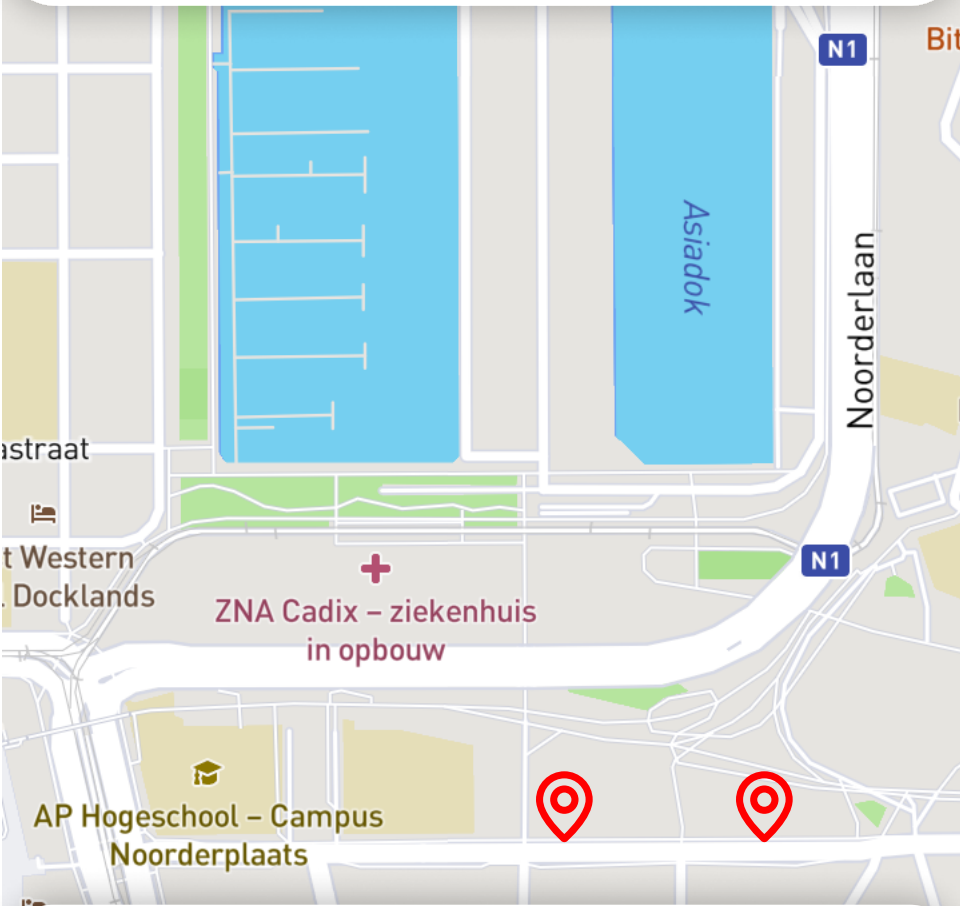 N1
Bit
Asiadok
Noorderlaan
astraat
t Western
. Docklands
N1
ZNA Cadix – ziekenhuis
in opbouw
AP Hogeschool – Campus
Noorderplaats